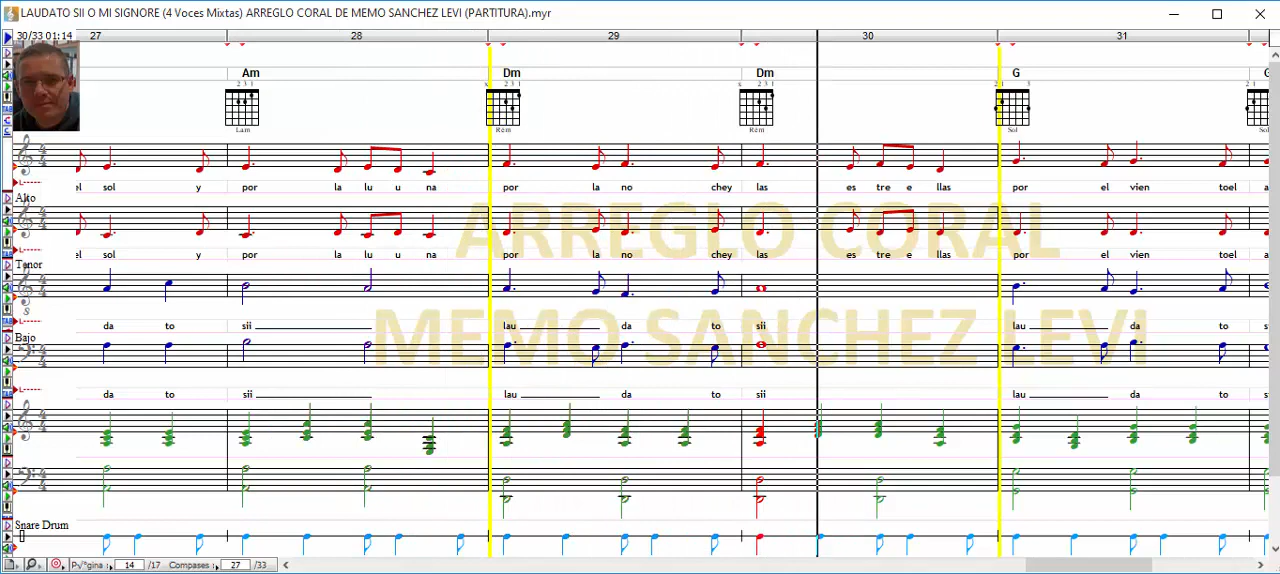 LAUDATO SII O MI SIGNORE (4 Voces Mixtas) ARREGLO CORAL DE MEMO SANCHEZ LEVI (PARTITURA).myr
30/33 01:14 27 28 29 30 31
Am Dm Dm G
Lam Rem Rem Sol
el sol y por la lu u na por la no chey las es tre e llas por el vien toel a
Alto
el sol y por la lu u na por la no chey las es tre e llas por el vien toel a
ARREGLO CORAL
Tenor
da to sii lau da to sii lau da to
MEMO SANCHEZ LEVI
Bajo
da to sii lau da to sii lau da to
Snare Drum
14 /17 Compases: 27 /33